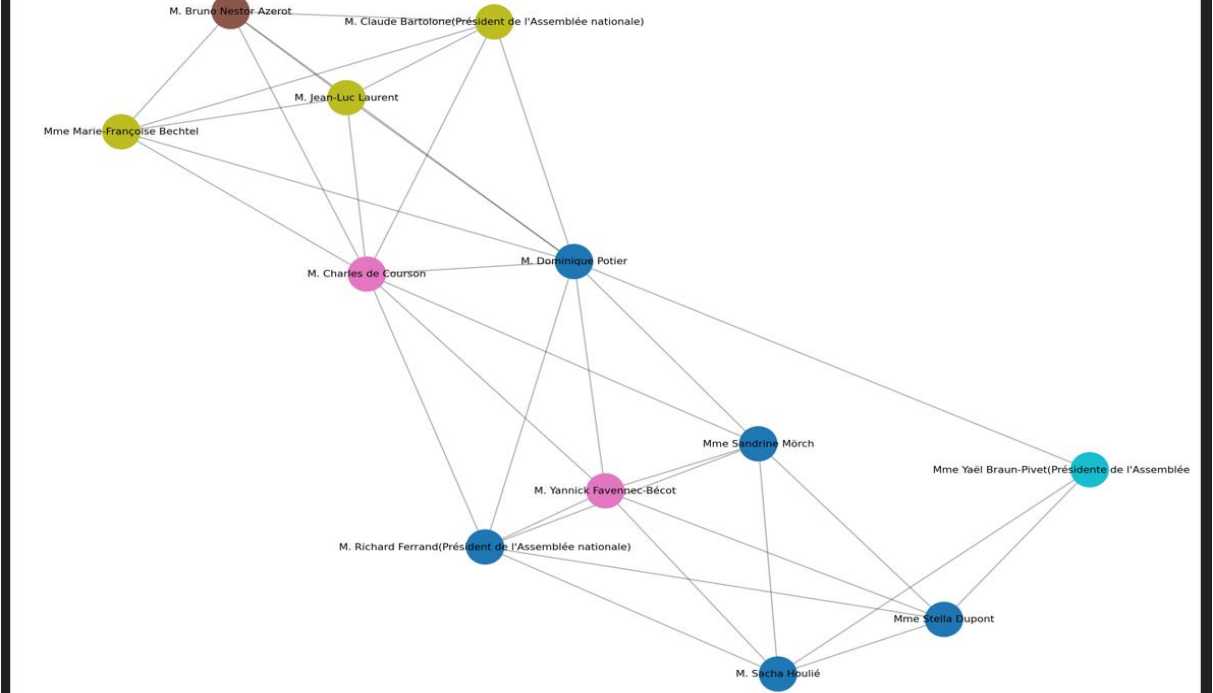 M. Bruno Nestor Azerot
M. Claude Bartolone(Président de l'Assemblée nationale)
M. Jean-Luc Laurent
Mme Marie-Françoise Bechtel
M. Dominique Potier
M. Charles de Courson
Mme Sandrine Mörch
Mme Yaël Braun-Pivet(Présidente de l'Assemblée
M. Yannick Favennec-Bécot
M. Richard Ferrand(Président de l'Assemblée nationale)
Mme Stella Dupont
M. Sacha Houlié